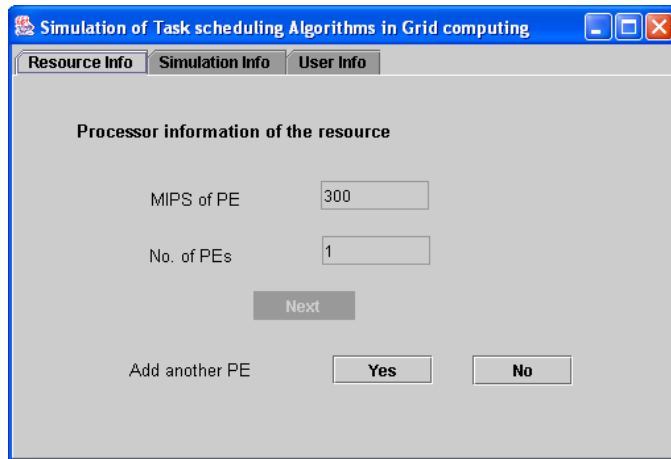 Simulation of Task scheduling Algorithms in Grid computing
Resource Info Simulation Info User Info
Processor information of the resource
MIPS of PE 300
No. of PEs 1
Next
Add another PE Yes No